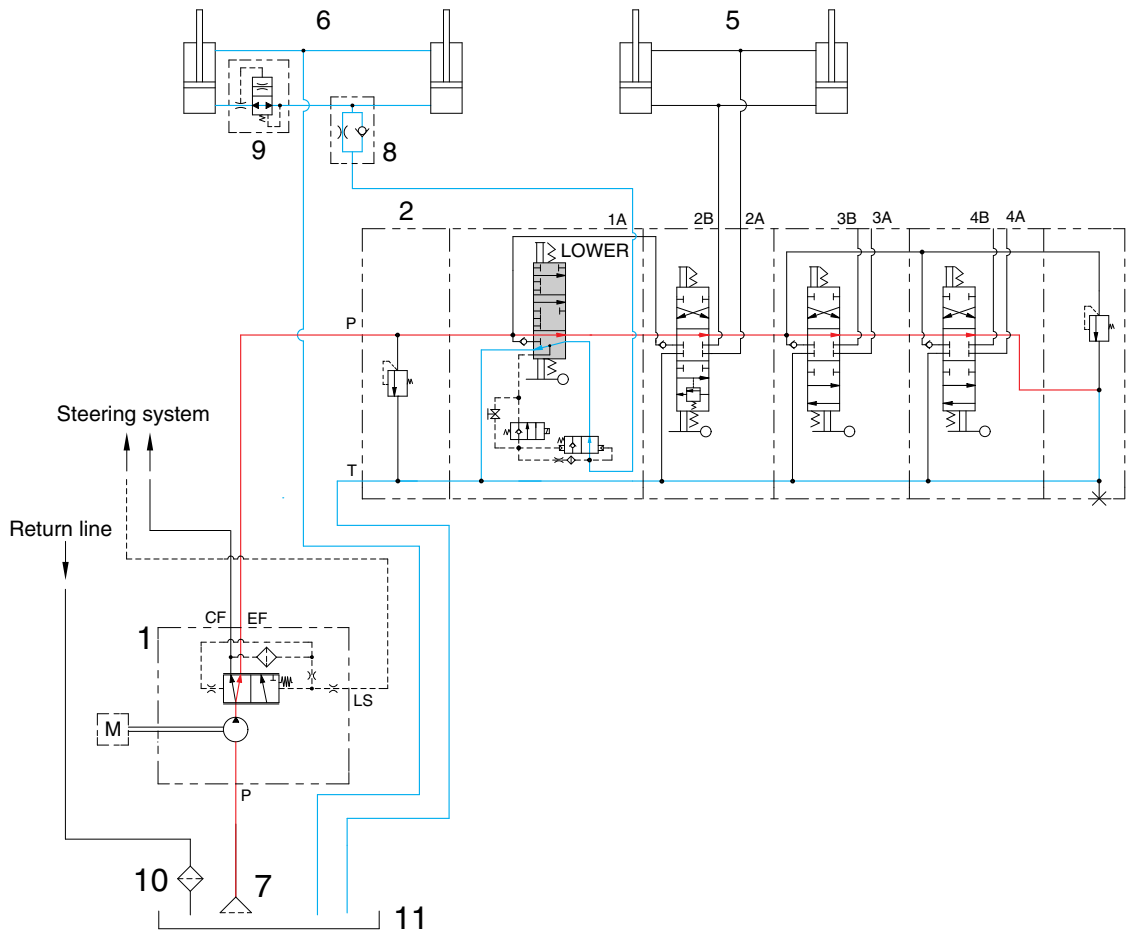 6
5
9
8
2
1A
2B
2A
3B
3A
4B
4A
LOWER
P
Steering system
T
Return line
CF
EF
1
LS
M
P
10
7
11